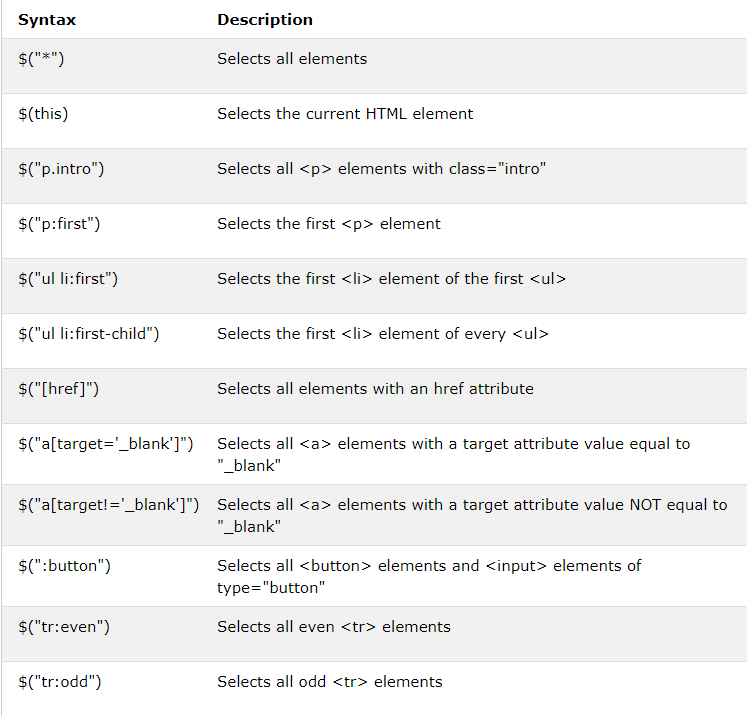 Syntax Description
$("*") Selects all elements
$(this) Selects the current HTML element
$("p.intro") Selects all <p> elements with class="intro"
$("p:first") Selects the first <p> element
$("ul li:first") Selects the first <li> element of the first <ul>
$("ul li:first-child") Selects the first <li> element of every <ul>
$("[href]") Selects all elements with an href attribute
$("a[target='_blank']") Selects all <a> elements with a target attribute value equal to
"_blank"
$("a[target!='_blank']") Selects all <a> elements with a target attribute value NOT equal to
"_blank"
$(":button") Selects all <button> elements and <input> elements of
type="button"
$("tr:even") Selects all even <tr> elements
$("tr:odd") Selects all odd <tr> elements